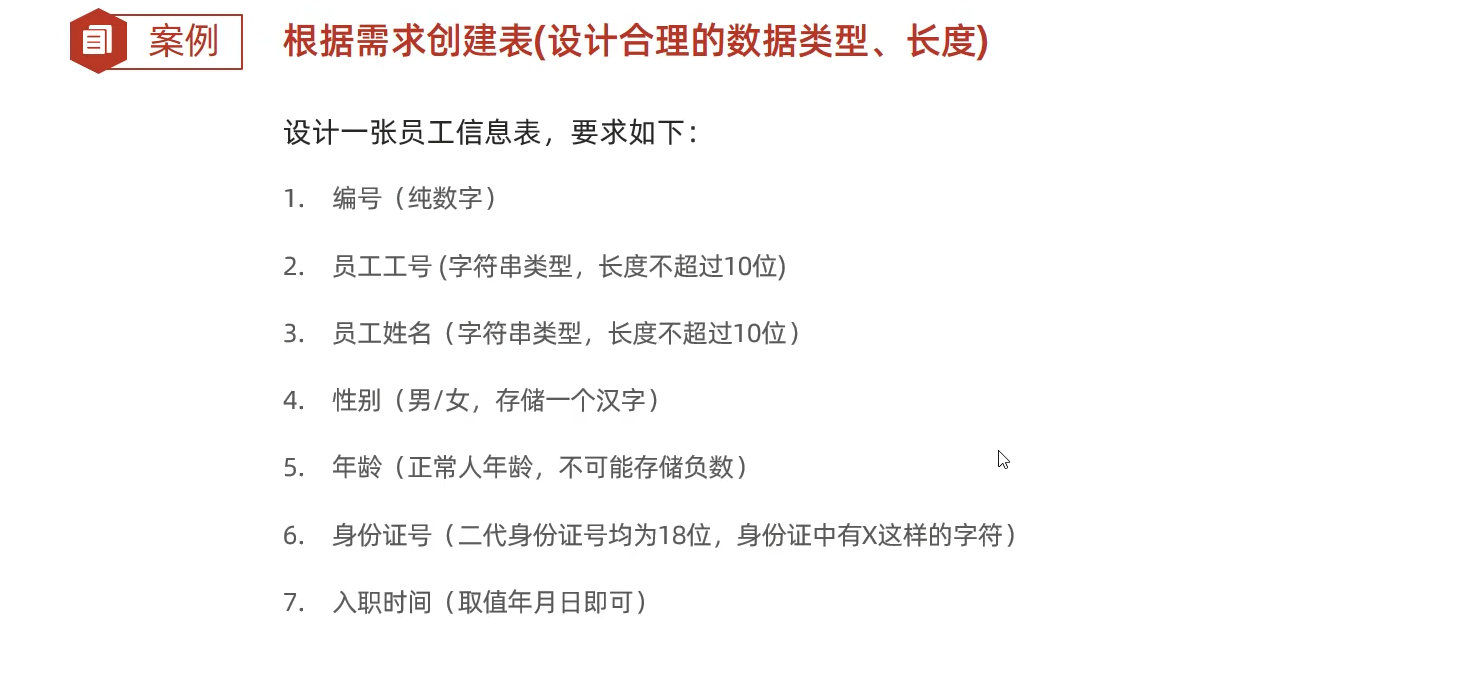 案例
根据需求创建表(设计合理的数据类型、长度)
设计一张员工信息表，要求如下：
1. 编号（纯数字）
2. 员工工号 (字符串类型，长度不超过10位)
3. 员工姓名（字符串类型，长度不超过10位）
4. 性别（男/女，存储一个汉字）
5. 年龄（正常人年龄，不可能存储负数）
6. 身份证号（二代身份证号均为18位，身份证中有X这样的字符）
7. 入职时间（取值年月日即可）